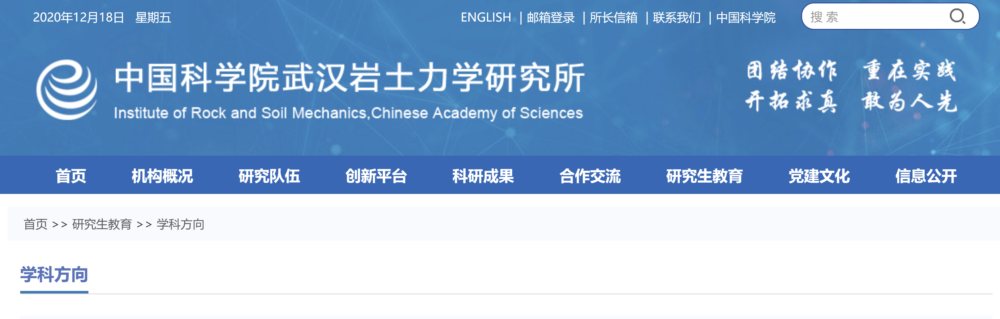 2020年12月18日 星期五
ENGLISH | 邮箱登录 | 所长信箱 | 联系我们 | 中国科学院
搜 索
中国科学院武汉岩土力学研究所
Institute of Rock and Soil Mechanics,Chinese Academy of Sciences
团结协作 重在实践
开拓求真 敢为人先
首页 机构概况 研究队伍 创新平台 科研成果 合作交流 研究生教育 党建文化 信息公开
首页 >> 研究生教育 >> 学科方向
学科方向